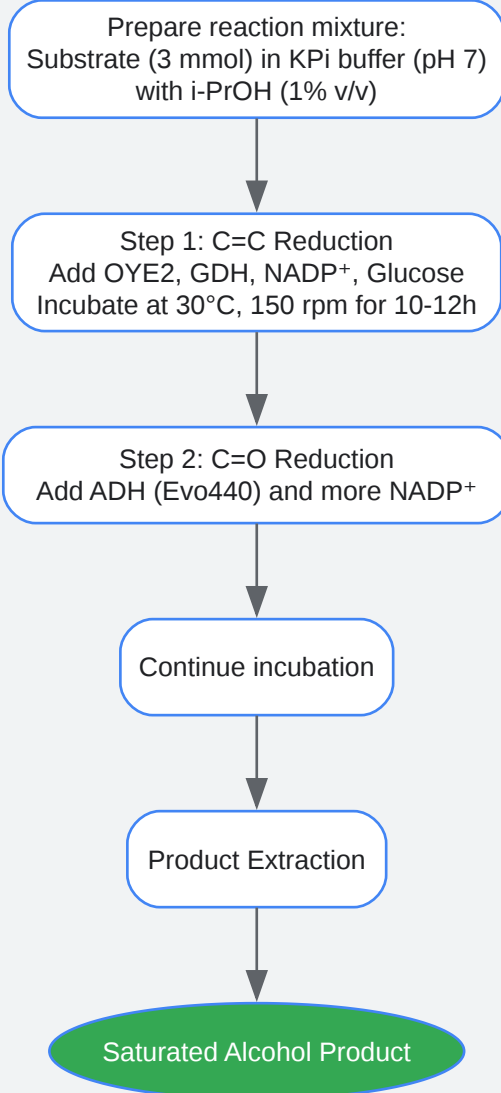 Prepare reaction mixture:
Substrate (3 mmol) in KPi buffer (pH 7)
with i-PrOH (1% v/v)
Step 1: C=C Reduction
Add OYE2, GDH, NADP⁺, Glucose
Incubate at 30°C, 150 rpm for 10-12h
Step 2: C=O Reduction
Add ADH (Evo440) and more NADP⁺
Continue incubation
Product Extraction
Saturated Alcohol Product